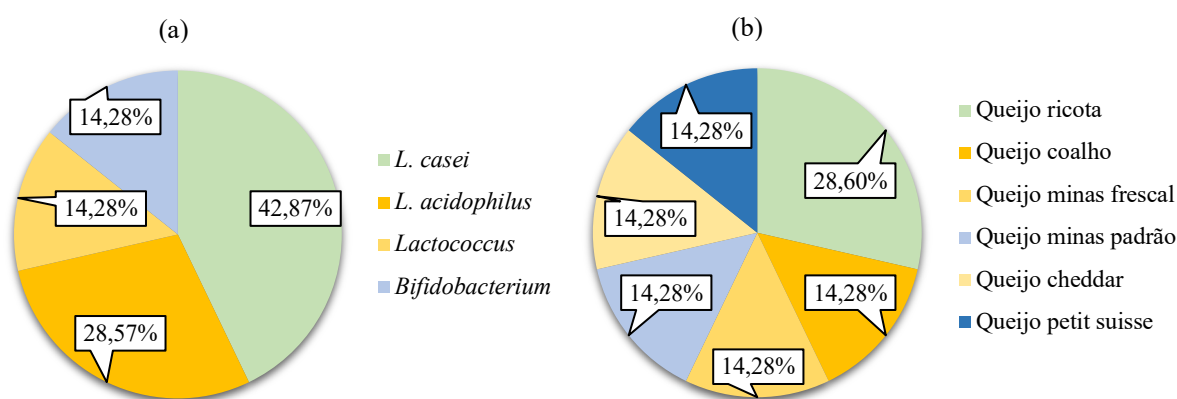 (a)
14,28%
14,28%
42,87%
28,57%
L. casei
L. acidophilus
Lactococcus
Bifidobacterium
(b)
14,28%
28,60%
14,28%
14,28%
14,28%
14,28%
Queijo ricota
Queijo coalho
Queijo minas frescal
Queijo minas padrão
Queijo cheddar
Queijo petit suisse